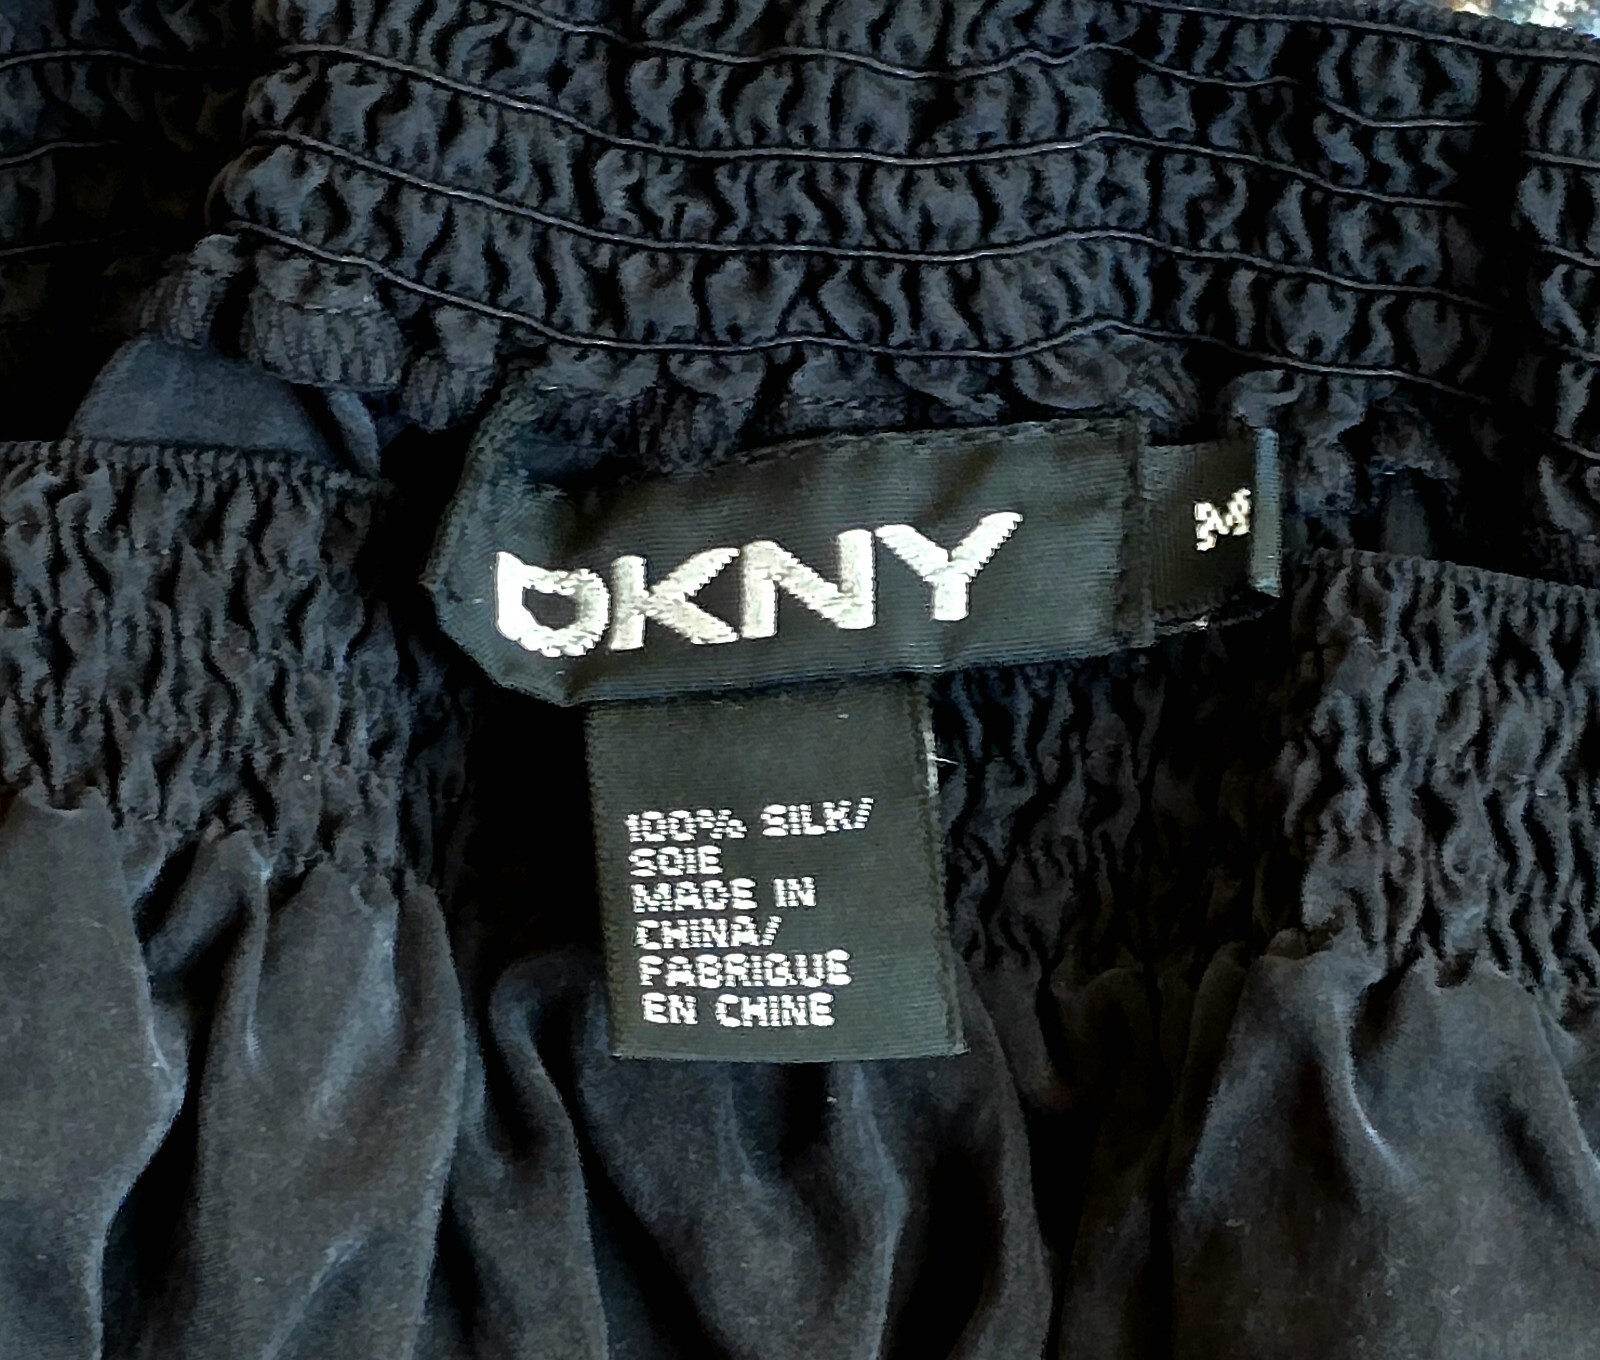 DKNY
M
100% SILK/
SOIE
MADE IN
CHINA/
FABRIQUE
EN CHINE